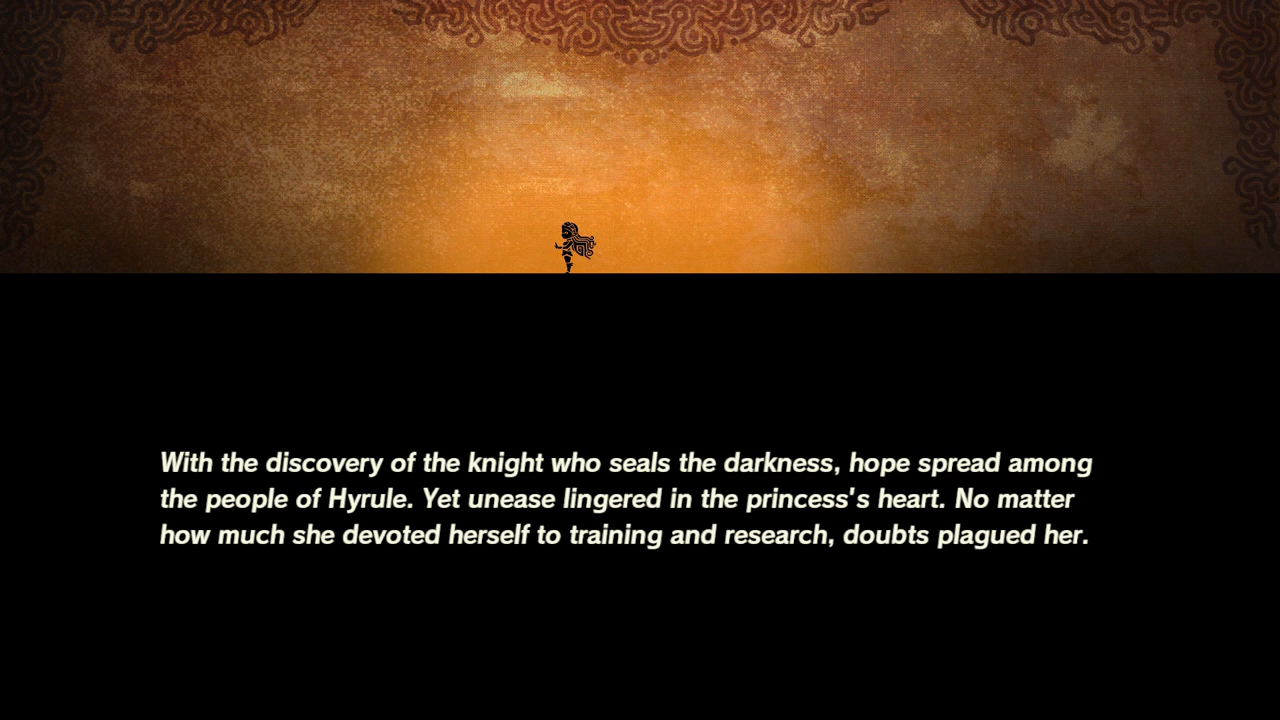 With the discovery of the knight who seals the darkness, hope spread among
the people of Hyrule. Yet unease lingered in the princess's heart. No matter
how much she devoted herself to training and research, doubts plagued her.